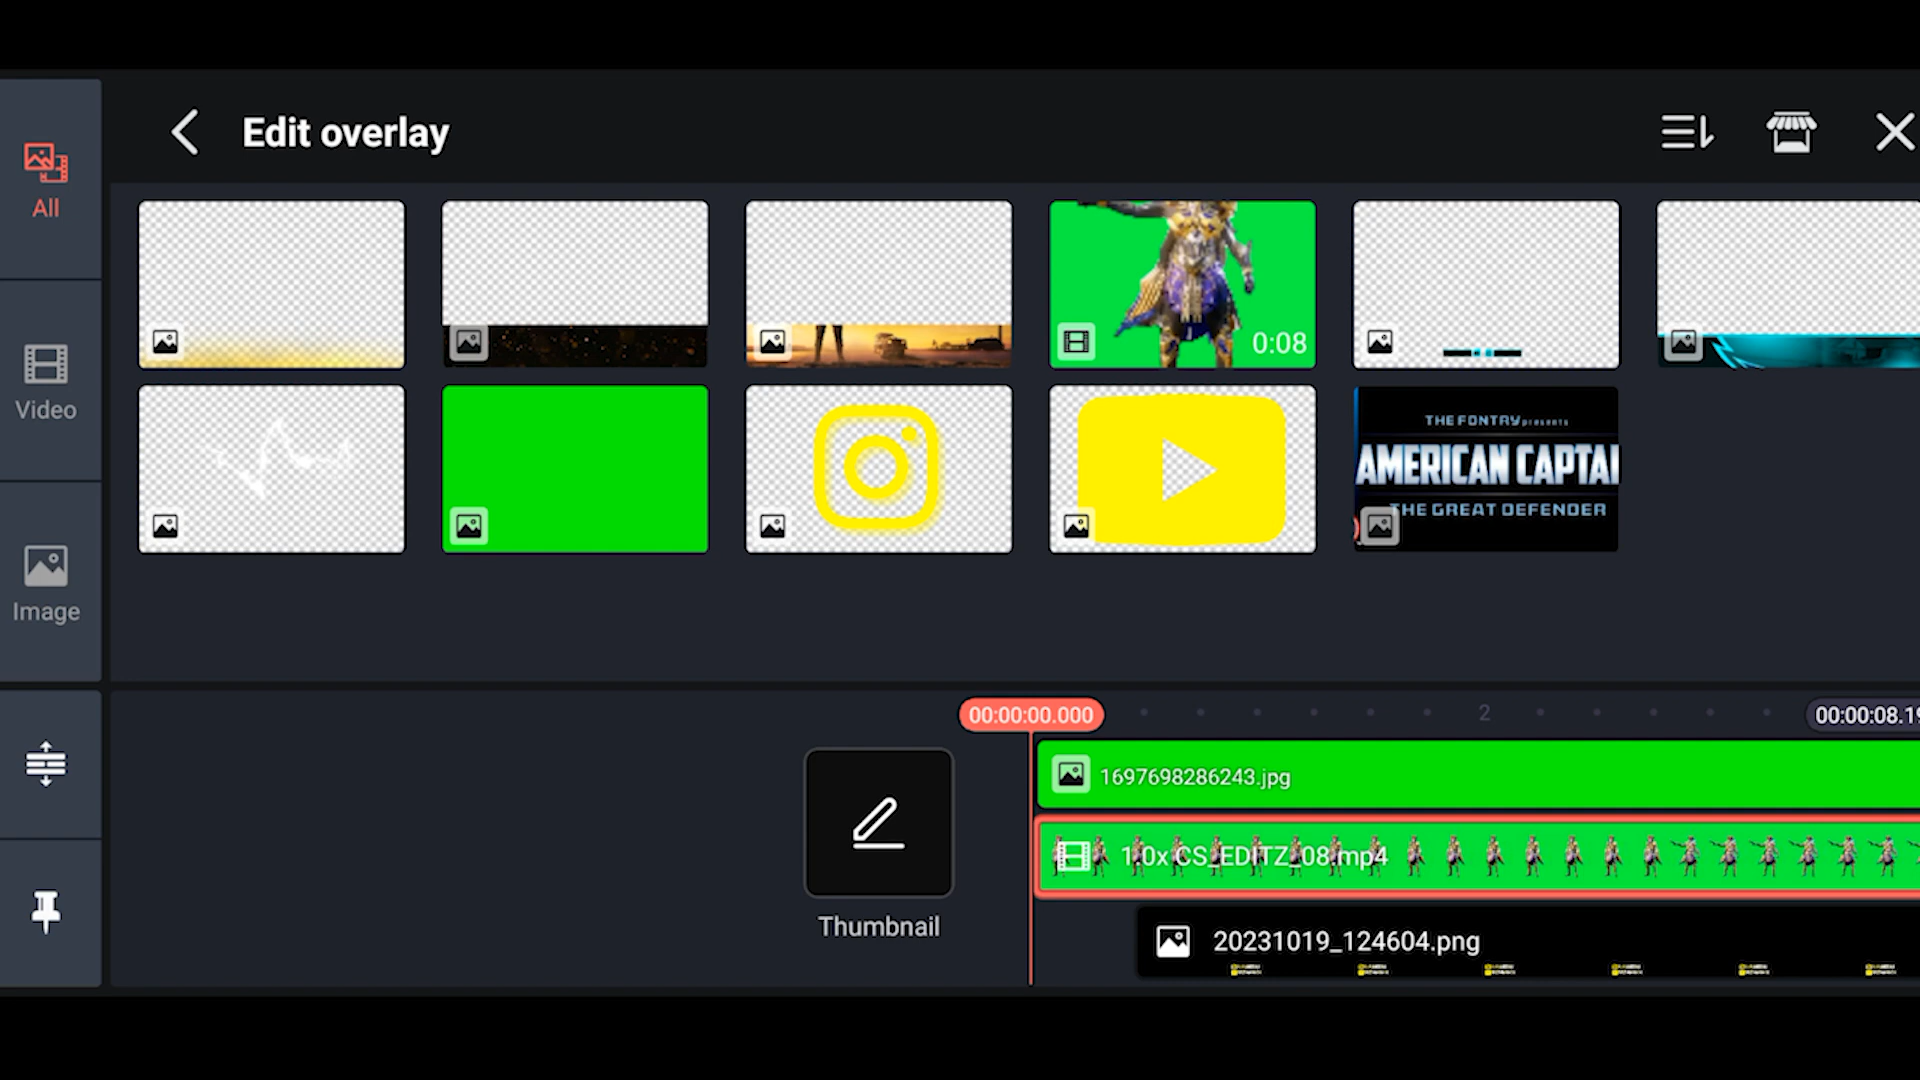 Edit overlay
All
Video
Image
0:08
THE FONTRY presents
AMERICAN CAPTAI
THE GREAT DEFENDER
00:00:00.000
2
00:00:08.19
1697698286243.jpg
1.0x CS_EDITZ_08.mp4
20231019_124604.png
Thumbnail